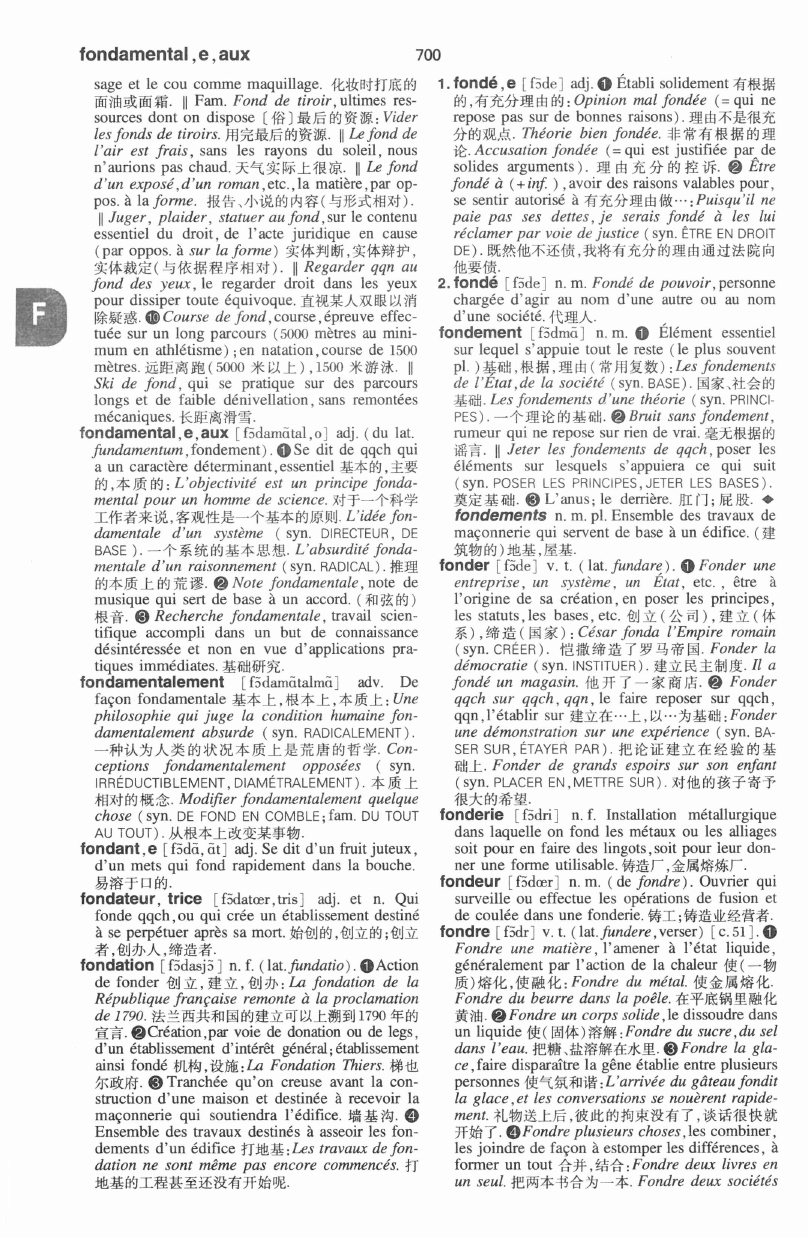 fondamental,e,aux
700
sage et le cou comme maquillage. 化妆时打底的
面油或面霜. ‖ Fam. Fond de tiroir, ultimes res-
sources dont on dispose [俗]最后的资源: Vider
les fonds de tiroirs. 用完最后的资源. ‖ Le fond de
l'air est frais, sans les rayons du soleil, nous
n'aurions pas chaud. 天气实际上很凉. ‖ Le fond
d'un exposé, d'un roman, etc., la matière, par op-
pos. à la forme. 报告、小说的内容(与形式相对).
‖ Juger, plaider, statuer au fond, sur le contenu
essentiel du droit, de l'acte juridique en cause
(par oppos. à sur la forme) 实体判断,实体辩护,
实体裁定(与依据程序相对). ‖ Regarder qqn au
fond des yeux, le regarder droit dans les yeux
pour dissiper toute équivoque. 直视某人双眼以消
除疑惑. ❿ Course de fond, course, épreuve effec-
tuée sur un long parcours (5000 mètres au mini-
mum en athlétisme); en natation, course de 1500
mètres. 远距离跑(5000 米以上),1500 米游泳. ‖
Ski de fond, qui se pratique sur des parcours
longs et de faible dénivellation, sans remontées
mécaniques. 长距离滑雪.
fondamental,e,aux [fɔ̃damɑ̃tal,o] adj. (du lat.
fundamentum, fondement). ❶ Se dit de qqch qui
a un caractère déterminant, essentiel 基本的,主要
的,本质的: L'objectivité est un principe fonda-
mental pour un homme de science. 对于一个科学
工作者来说,客观性是一个基本的原则. L'idée fon-
damentale d'un système ( syn. DIRECTEUR, DE
BASE ). 一个系统的基本思想. L'absurdité fonda-
mentale d'un raisonnement (syn. RADICAL). 推理
的本质上的荒谬. ❷ Note fondamentale, note de
musique qui sert de base à un accord. (和弦的)
根音. ❸ Recherche fondamentale, travail scien-
tifique accompli dans un but de connaissance
désintéressée et non en vue d'applications pra-
tiques immédiates. 基础研究.
fondamentalement [fɔ̃damɑ̃talmɑ̃] adv. De
façon fondamentale 基本上,根本上,本质上: Une
philosophie qui juge la condition humaine fon-
damentalement absurde ( syn. RADICALEMENT).
一种认为人类的状况本质上是荒唐的哲学. Con-
ceptions fondamentalement opposées ( syn.
IRRÉDUCTIBLEMENT, DIAMÉTRALEMENT). 本质上
相对的概念. Modifier fondamentalement quelque
chose (syn. DE FOND EN COMBLE; fam. DU TOUT
AU TOUT). 从根本上改变某事物.
fondant,e [fɔ̃dɑ̃, ɑ̃t] adj. Se dit d'un fruit juteux,
d'un mets qui fond rapidement dans la bouche.
易溶于口的.
fondateur, trice [fɔ̃datœr,tris] adj. et n. Qui
fonde qqch, ou qui crée un établissement destiné
à se perpétuer après sa mort. 始创的,创立的;创立
者,创办人,缔造者.
fondation [fɔ̃dasjɔ̃] n. f. (lat. fundatio). ❶ Action
de fonder 创立,建立,创办: La fondation de la
République française remonte à la proclamation
de 1790. 法兰西共和国的建立可以上溯到1790 年的
宣言. ❷ Création, par voie de donation ou de legs,
d'un établissement d'intérêt général; établissement
ainsi fondé 机构,设施: La Fondation Thiers. 梯也
尔政府. ❸ Tranchée qu'on creuse avant la con-
struction d'une maison et destinée à recevoir la
maçonnerie qui soutiendra l'édifice. 墙基沟. ❹
Ensemble des travaux destinés à asseoir les fon-
dements d'un édifice 打地基: Les travaux de fon-
dation ne sont même pas encore commencés. 打
地基的工程甚至还没有开始呢.
F
1. fondé,e [fɔ̃de] adj. ❶ Établi solidement 有根据
的,有充分理由的: Opinion mal fondée (= qui ne
repose pas sur de bonnes raisons). 理由不是很充
分的观点. Théorie bien fondée. 非常有根据的理
论. Accusation fondée (= qui est justifiée par de
solides arguments). 理由充分的控诉. ❷ Être
fondé à (+inf. ), avoir des raisons valables pour,
se sentir autorisé à 有充分理由做…: Puisqu'il ne
paie pas ses dettes, je serais fondé à les lui
réclamer par voie de justice (syn. ÊTRE EN DROIT
DE). 既然他不还债,我将有充分的理由通过法院向
他要债.
2. fondé [fɔ̃de] n. m. Fondé de pouvoir, personne
chargée d'agir au nom d'une autre ou au nom
d'une société. 代理人.
fondement [fɔ̃dmɑ̃] n. m. ❶ Élément essentiel
sur lequel s'appuie tout le reste (le plus souvent
pl. )基础,根据,理由(常用复数): Les fondements
de l'État, de la société (syn. BASE). 国家、社会的
基础. Les fondements d'une théorie (syn. PRINCI-
PES). 一个理论的基础. ❷ Bruit sans fondement,
rumeur qui ne repose sur rien de vrai. 毫无根据的
谣言. ‖ Jeter les fondements de qqch, poser les
éléments sur lesquels s'appuiera ce qui suit
(syn. POSER LES PRINCIPES, JETER LES BASES).
奠定基础. ❸ L'anus; le derrière. 肛门;屁股. ◆
fondements n. m. pl. Ensemble des travaux de
maçonnerie qui servent de base à un édifice. (建
筑物的)地基,屋基.
fonder [fɔ̃de] v. t. (lat. fundare). ❶ Fonder une
entreprise, un système, un État, etc. , être à
l'origine de sa création, en poser les principes,
les statuts, les bases, etc. 创立(公司),建立(体
系),缔造(国家): César fonda l'Empire romain
(syn. CRÉER). 恺撒缔造了罗马帝国. Fonder la
démocratie (syn. INSTITUER). 建立民主制度. Il a
fondé un magasin. 他开了一家商店. ❷ Fonder
qqch sur qqch, qqn, le faire reposer sur qqch,
qqn, l'établir sur 建立在…上,以…为基础: Fonder
une démonstration sur une expérience (syn. BA-
SER SUR, ÉTAYER PAR). 把论证建立在经验的基
础上. Fonder de grands espoirs sur son enfant
(syn. PLACER EN, METTRE SUR). 对他的孩子寄予
很大的希望.
fonderie [fɔ̃dri] n. f. Installation métallurgique
dans laquelle on fond les métaux ou les alliages
soit pour en faire des lingots, soit pour leur don-
ner une forme utilisable. 铸造厂,金属熔炼厂.
fondeur [fɔ̃dœr] n. m. (de fondre). Ouvrier qui
surveille ou effectue les opérations de fusion et
de coulée dans une fonderie. 铸工;铸造业经营者.
fondre [fɔ̃dr] v. t. (lat. fundere, verser) [c.51]. ❶
Fondre une matière, l'amener à l'état liquide,
généralement par l'action de la chaleur 使(一物
质)熔化,使融化: Fondre du métal. 使金属熔化.
Fondre du beurre dans la poêle. 在平底锅里融化
黄油. ❷ Fondre un corps solide, le dissoudre dans
un liquide 使(固体)溶解: Fondre du sucre, du sel
dans l'eau. 把糖、盐溶解在水里. ❸ Fondre la gla-
ce, faire disparaître la gêne établie entre plusieurs
personnes 使气氛和谐: L'arrivée du gâteau fondit
la glace, et les conversations se nouèrent rapide-
ment. 礼物送上后,彼此的拘束没有了,谈话很快就
开始了. ❹ Fondre plusieurs choses, les combiner,
les joindre de façon à estomper les différences, à
former un tout 合并,结合: Fondre deux livres en
un seul. 把两本书合为一本. Fondre deux sociétés